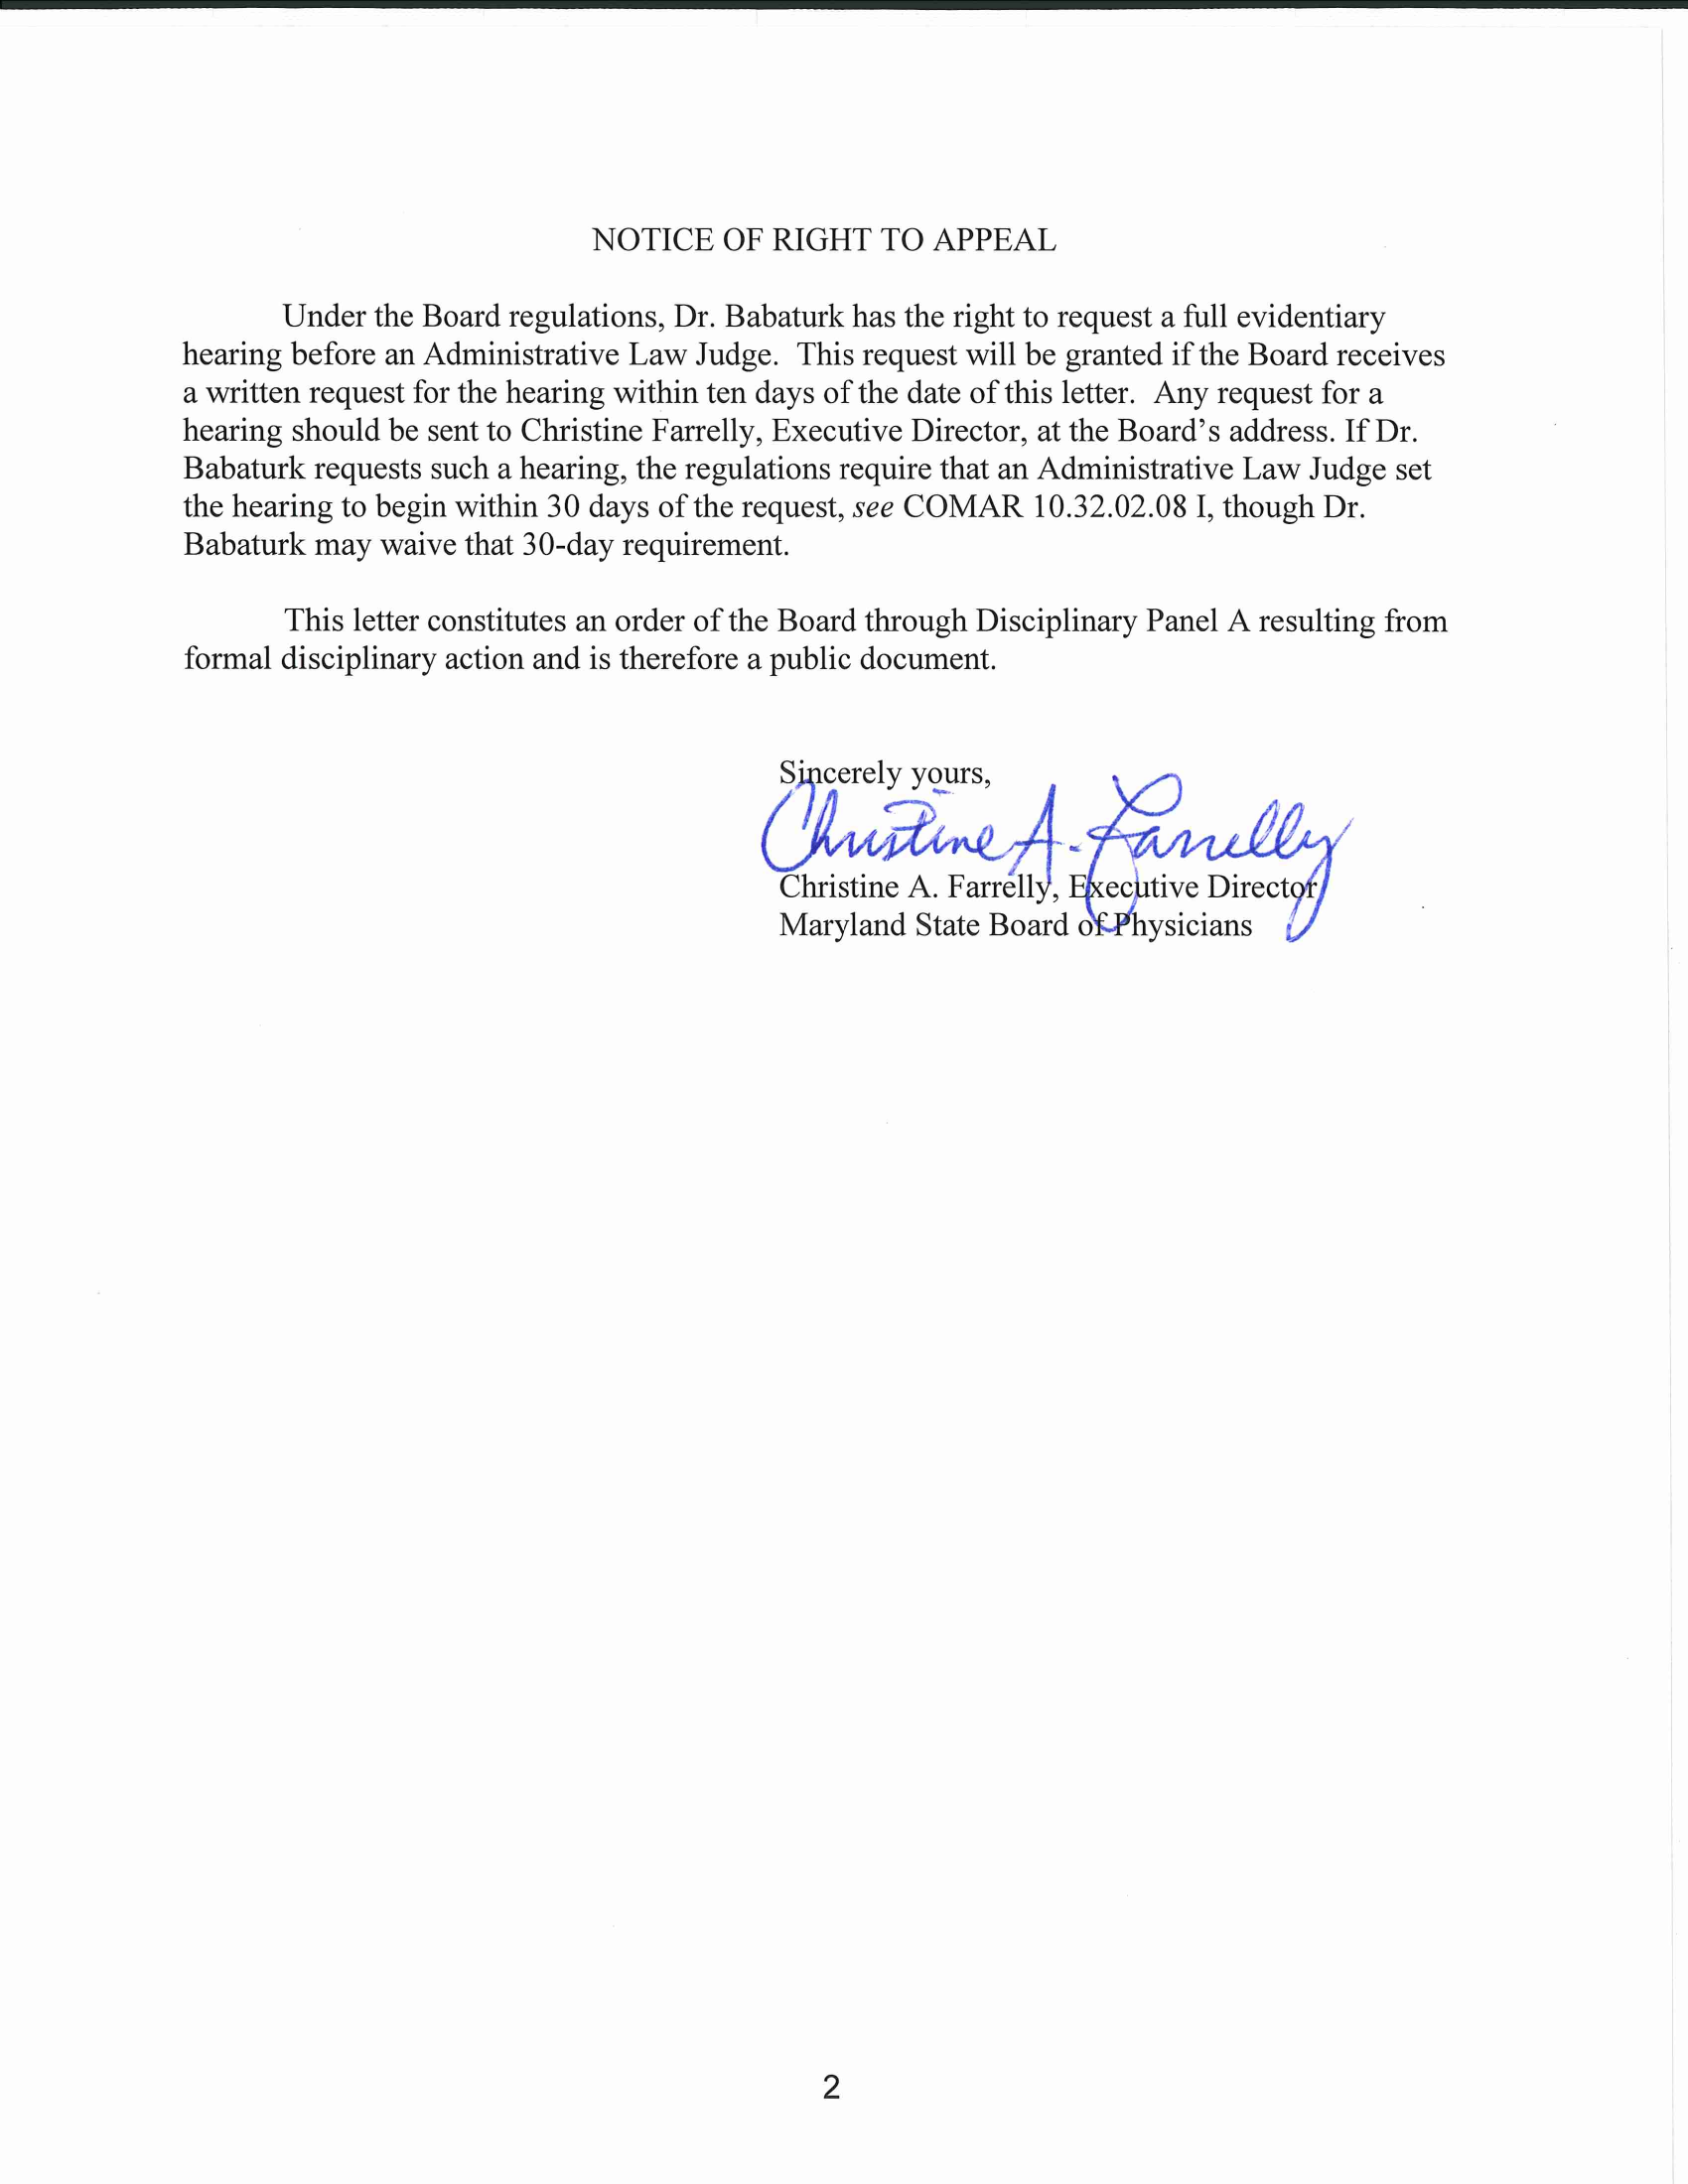 NOTICE OF RIGHT TO APPEAL
Under the Board regulations, Dr. Babaturk has the right to request a full evidentiary
hearing before an Administrative Law Judge. This request will be granted if the Board receives
a written request for the hearing within ten days of the date of this letter. Any request for a
hearing should be sent to Christine Farrelly, Executive Director, at the Board's address. If Dr.
Babaturk requests such a hearing, the regulations require that an Administrative Law Judge set
the hearing to begin within 30 days of the request, see COMAR 10.32.02.08 I, though Dr.
Babaturk may waive that 30-day requirement.
This letter constitutes an order of the Board through Disciplinary Panel A resulting from
formal disciplinary action and is therefore a public document.
Sincerely yours,
Christine A. Farrelly
Christine A. Farrelly, Executive Director
Maryland State Board of Physicians
2